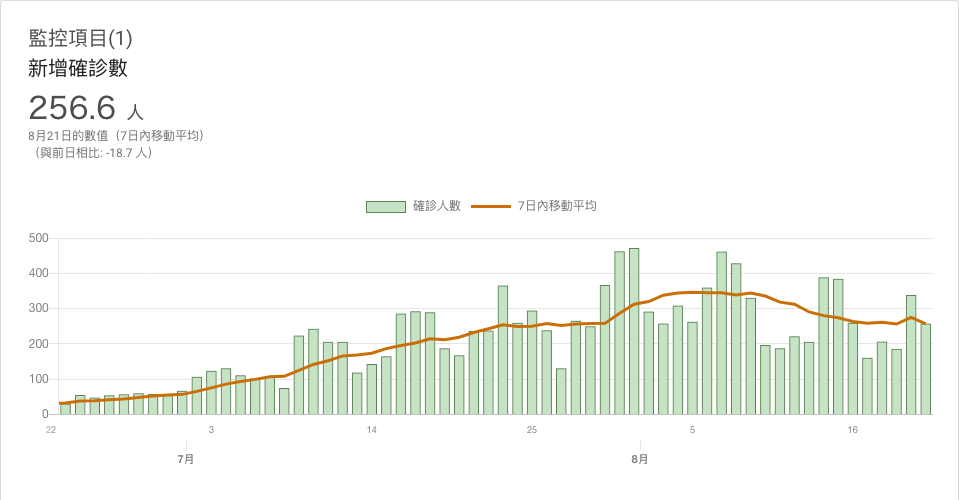 監控項目(1)
新增確診數
256.6 人
8月21日的數值（7日內移動平均）
（與前日相比: -18.7 人）
確診人數 7日內移動平均
500
400
300
200
100
0
22 3 14 25 5 16
7月 8月